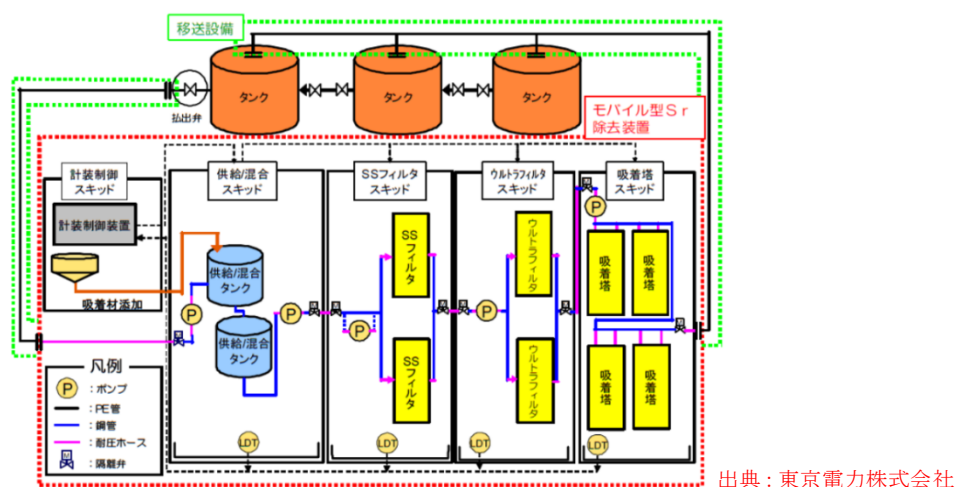 移送設備
タンク
タンク
タンク
払出弁
モバイル型Sr
除去装置
計装制御
スキッド
供給/混合
スキッド
SSフィルタ
スキッド
ウルトラフィルタ
スキッド
吸着塔
スキッド
計装制御装置
吸着材添加
供給/混合
タンク
供給/混合
タンク
P
P
P
P
P
SSフィルタ
SSフィルタ
ウルトラフィルタ
ウルトラフィルタ
吸着塔
吸着塔
吸着塔
吸着塔
凡例
P :ポンプ
:PE管
:鋼管
:耐圧ホース
:隔離弁
LDT
LDT
LDT
LDT
出典:東京電力株式会社